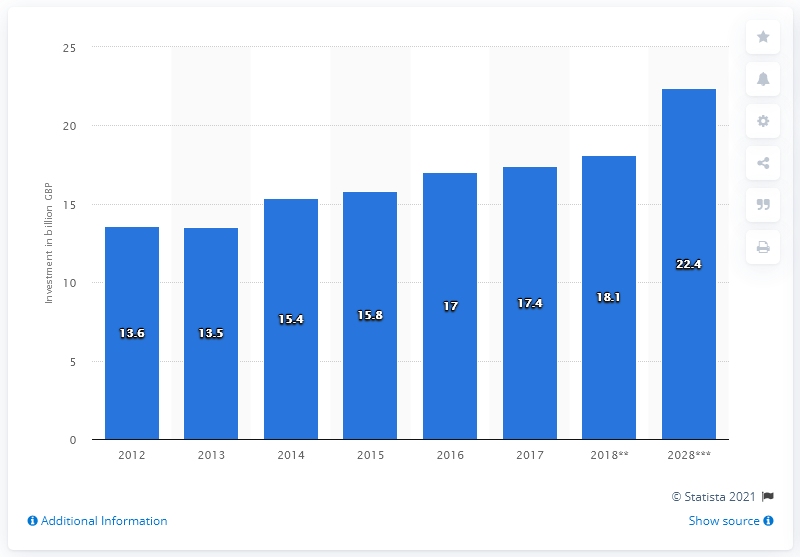 Investment in billion GBP
25
20
15
10
5
0
13.6
13.5
15.4
15.8
17
17.4
18.1
22.4
2012 2013 2014 2015 2016 2017 2018** 2028***
© Statista 2021
Additional Information
Show source